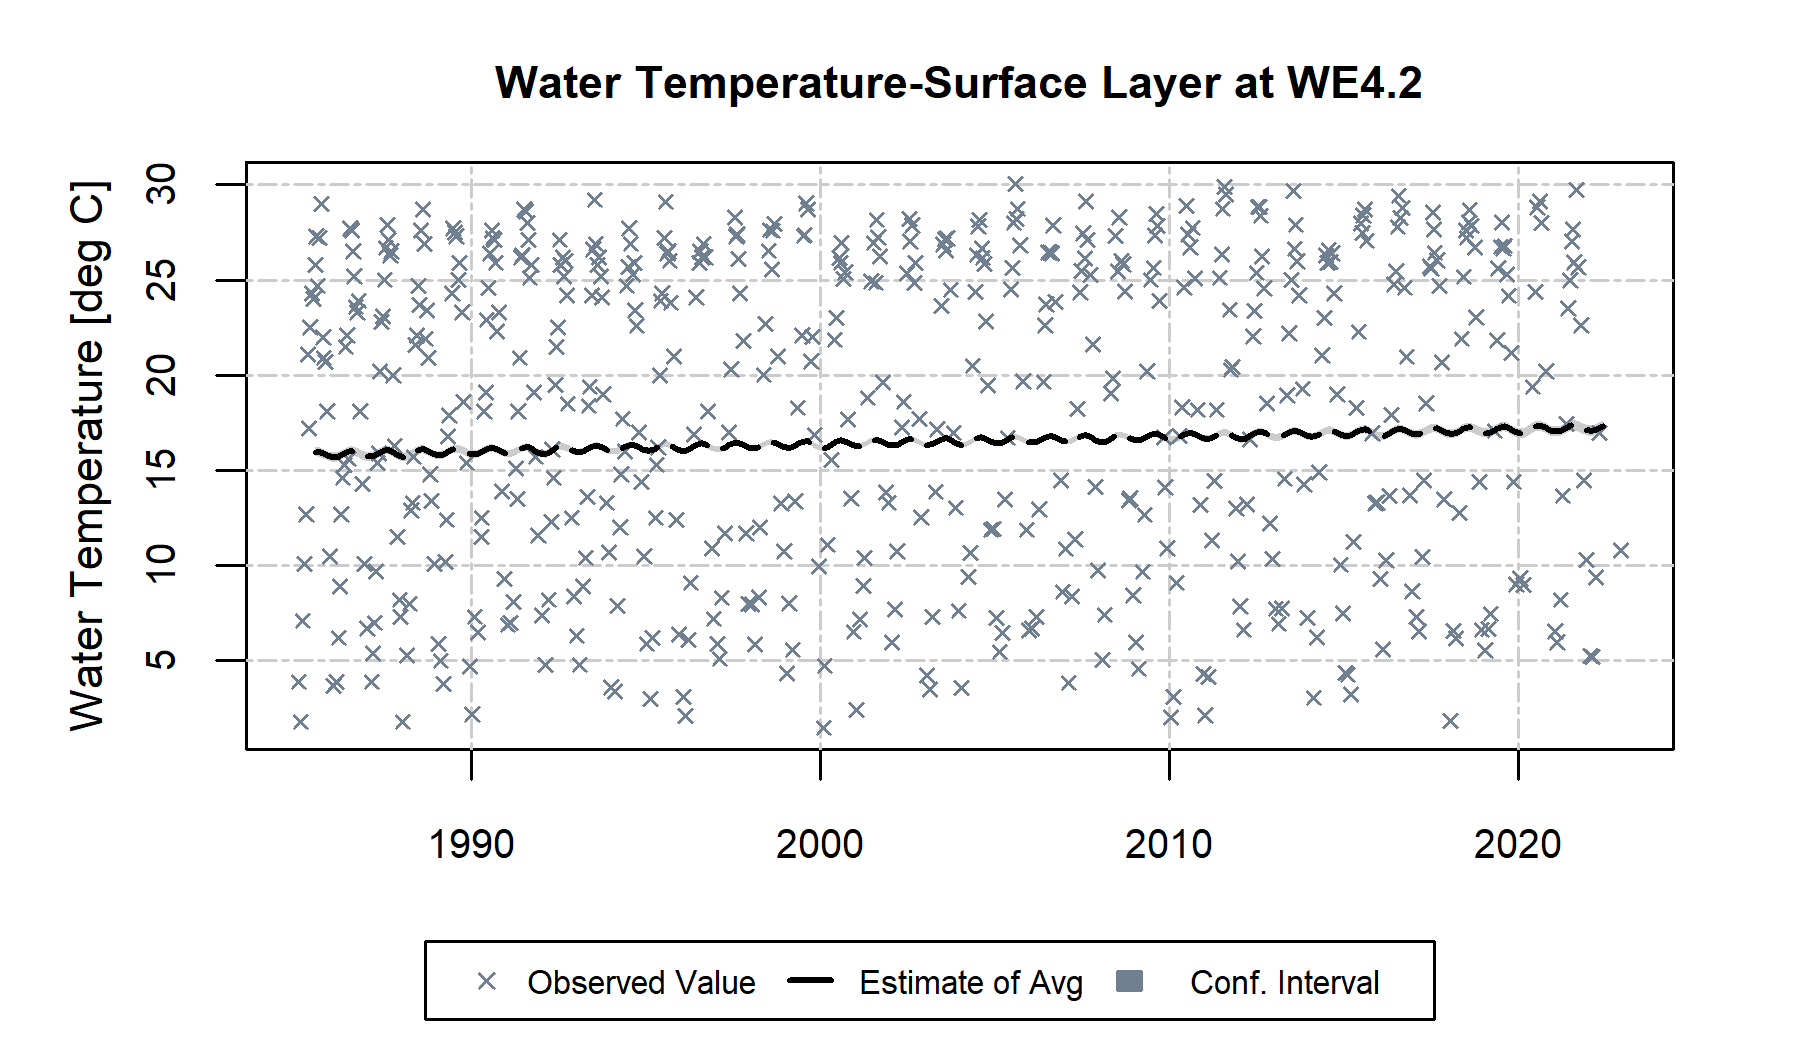 Water Temperature-Surface Layer at WE4.2
Water Temperature [deg C]
30
25
20
15
10
5
1990
2000
2010
2020
Observed Value
Estimate of Avg
Conf. Interval